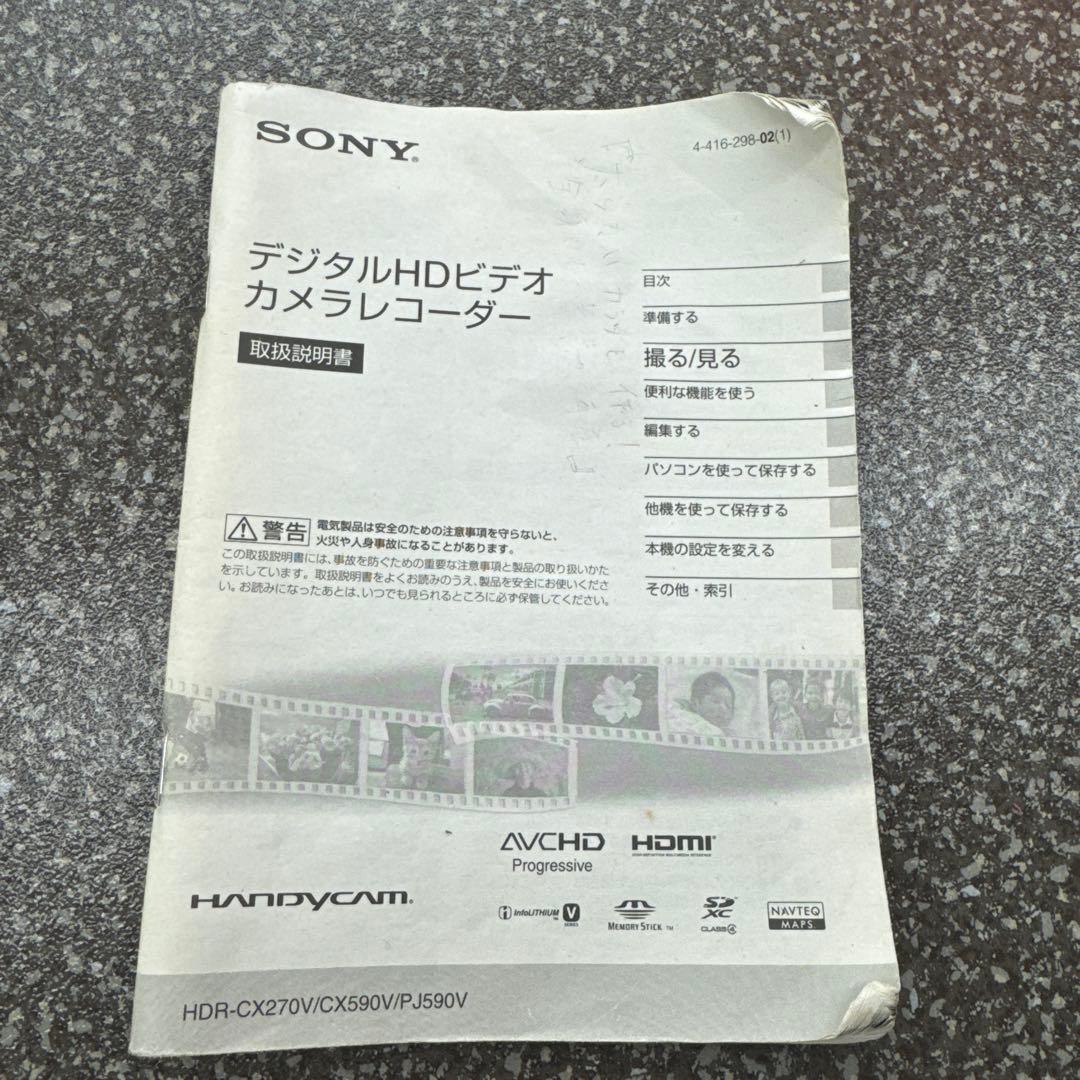 SONY
4-416-298-02(1)
デジタルHDビデオ
カメラレコーダー
取扱説明書
目次
準備する
撮る/見る
便利な機能を使う
編集する
パソコンを使って保存する
他機を使って保存する
本機の設定を変える
その他・索引
警告
電気製品は安全のための注意事項を守らないと、
火災や人身事故になることがあります。
この取扱説明書には、事故を防ぐための重要な注意事項と製品の取り扱いかた
を示しています。取扱説明書をよくお読みのうえ、製品を安全にお使いくださ
い。お読みになったあとは、いつでも見られるところに必ず保管してください。
AVCHD
Progressive
HDMI
HIGH-DEFINITION MULTIMEDIA INTERFACE
HANDYCAM
InfoLITHIUM V SERIES
MEMORY STICK TM
SD XC CLASS4
NAVTEQ MAPS
HDR-CX270V/CX590V/PJ590V